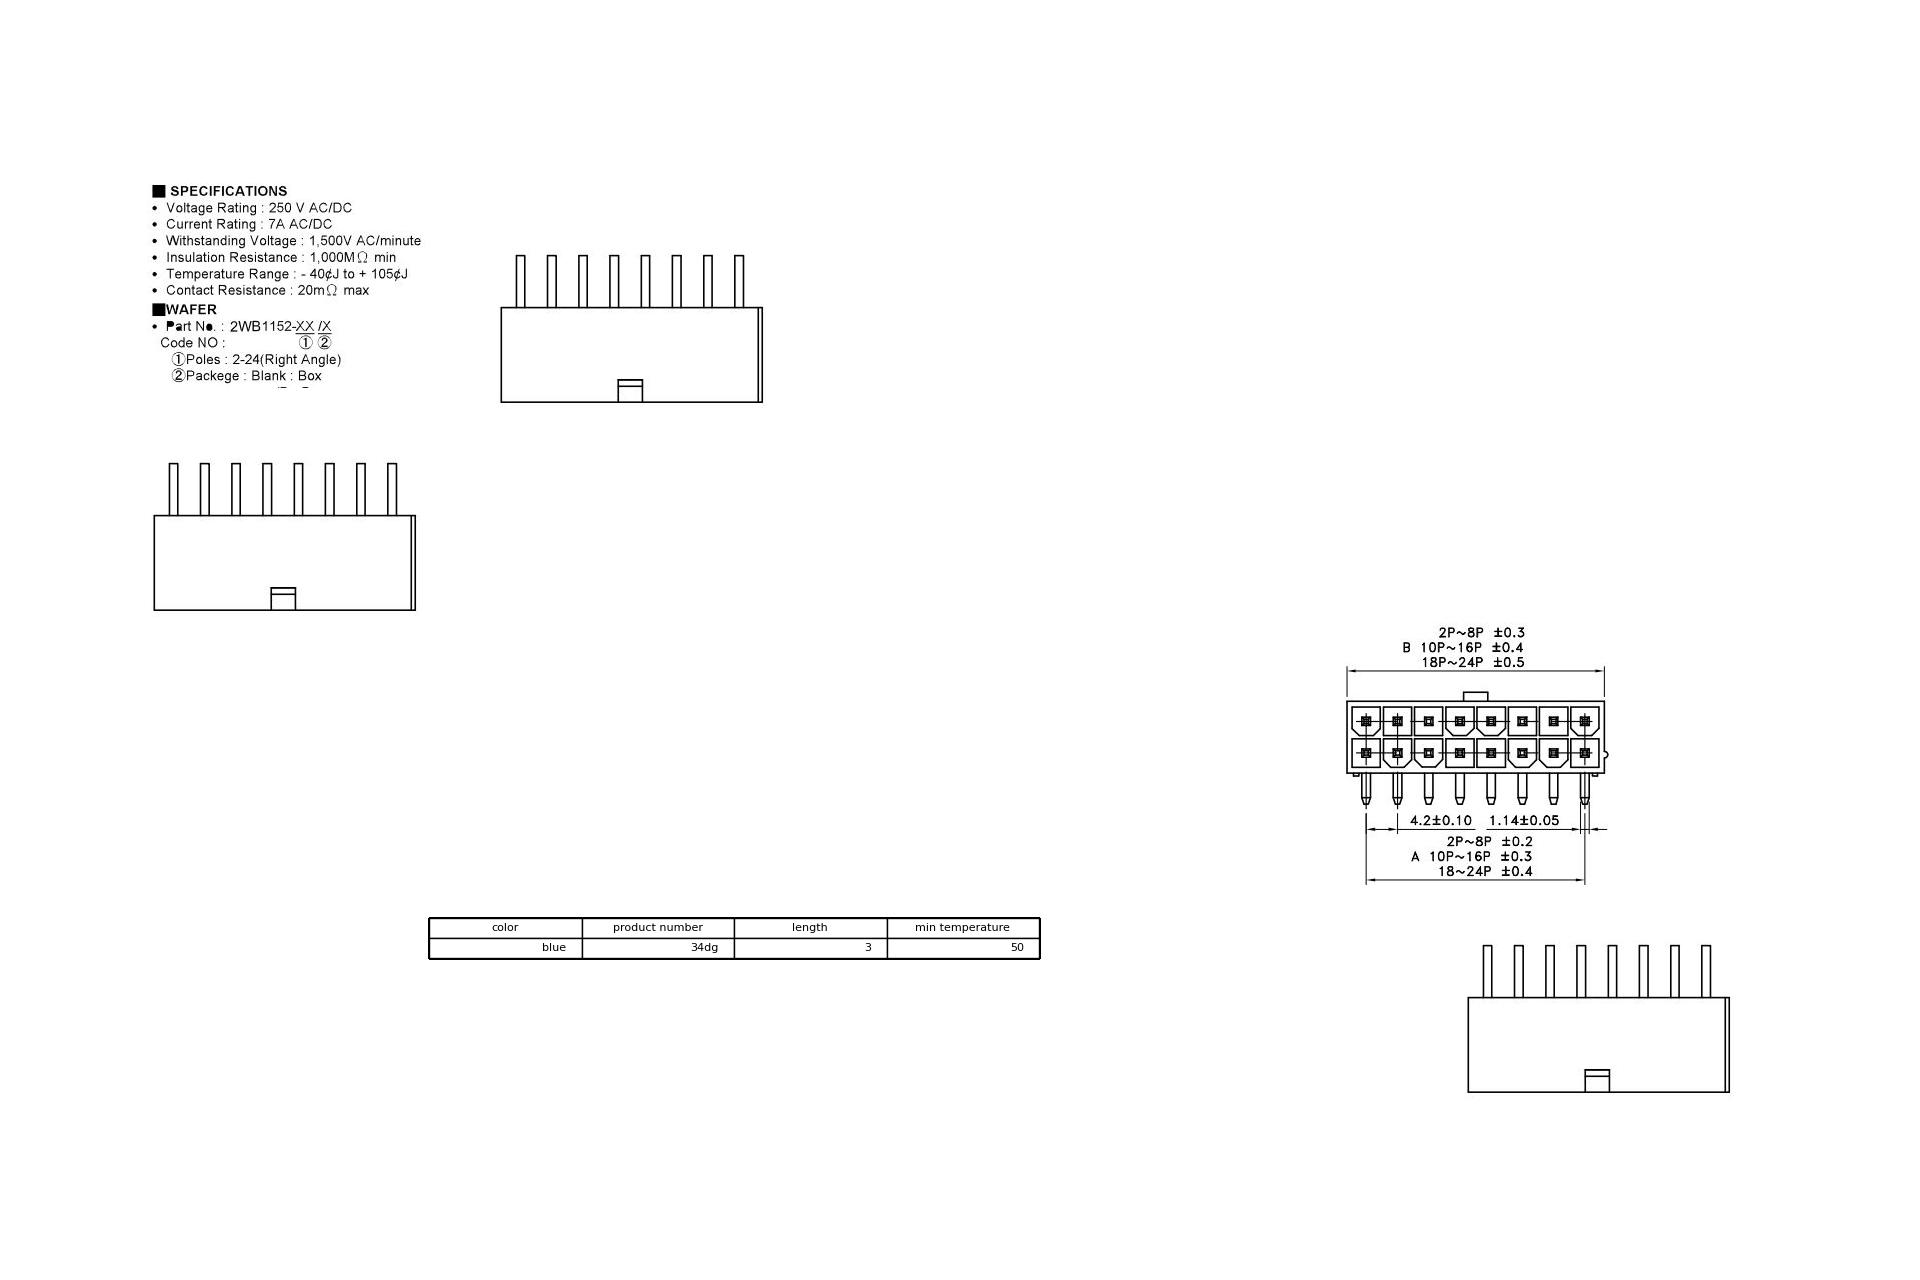 ■ SPECIFICATIONS
• Voltage Rating : 250 V AC/DC
• Current Rating : 7A AC/DC
• Withstanding Voltage : 1,500V AC/minute
• Insulation Resistance : 1,000MΩ min
• Temperature Range : - 40¢J to + 105¢J
• Contact Resistance : 20mΩ max
■WAFER
• Part No. : 2WB1152-XX /X
Code NO : ① ②
①Poles : 2-24(Right Angle)
②Packege : Blank : Box
2P~8P ±0.3
B 10P~16P ±0.4
18P~24P ±0.5
4.2±0.10 1.14±0.05
2P~8P ±0.2
A 10P~16P ±0.3
18~24P ±0.4
color product number length min temperature
blue 34dg 3 50